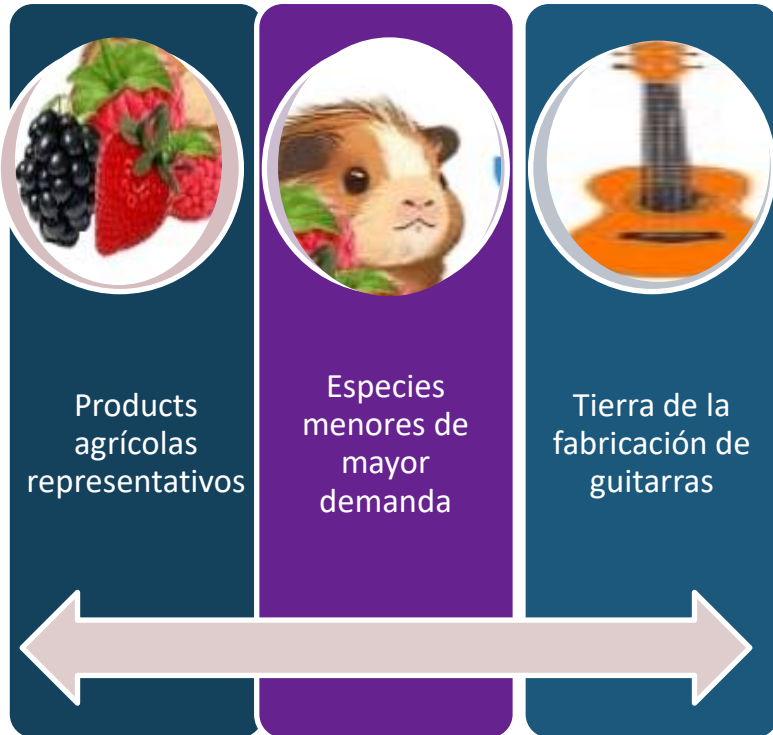 Products
agrícolas
representativos
Especies
menores de
mayor
demanda
Tierra de la
fabricación de
guitarras